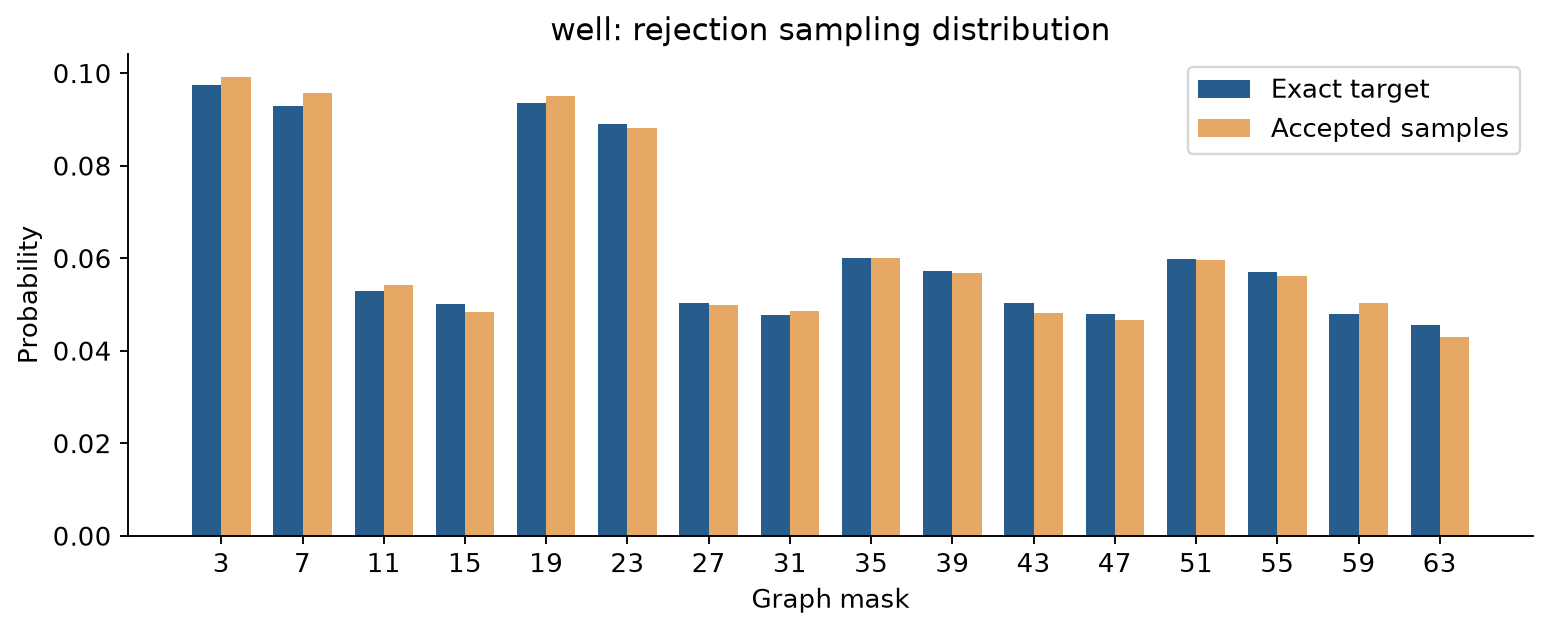 well: rejection sampling distribution
Exact target
Accepted samples
Probability
0.10
0.08
0.06
0.04
0.02
0.00
3 7 11 15 19 23 27 31 35 39 43 47 51 55 59 63
Graph mask